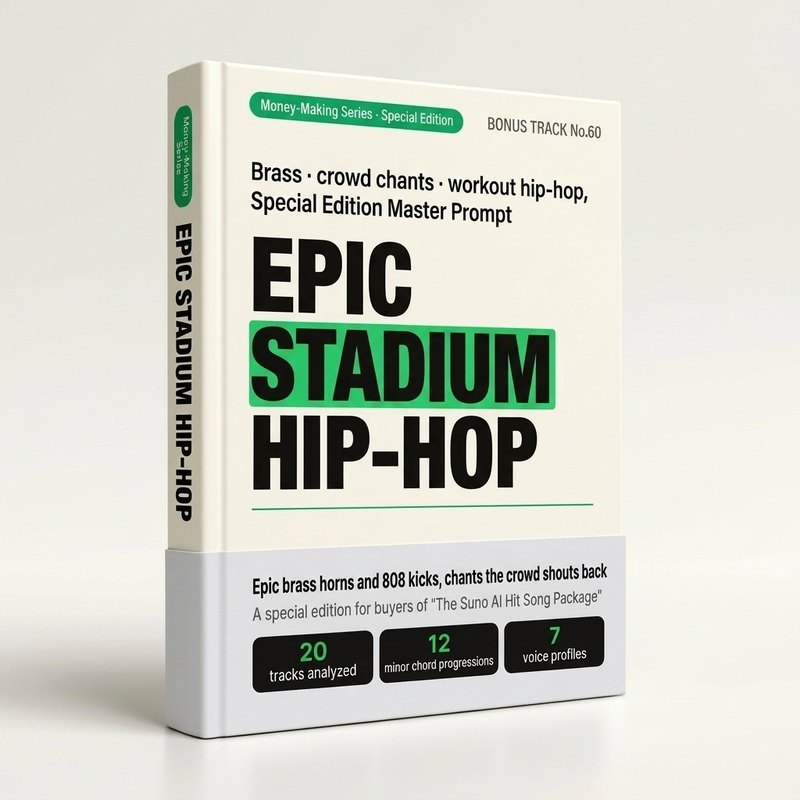 Money-Making Series · Special Edition
BONUS TRACK No.60
Brass · crowd chants · workout hip-hop,
Special Edition Master Prompt
EPIC
STADIUM
HIP-HOP
Epic brass horns and 808 kicks, chants the crowd shouts back
A special edition for buyers of "The Suno AI Hit Song Package"
20
tracks analyzed
12
minor chord progressions
7
voice profiles
Money-Making
Series
EPIC STADIUM HIP-HOP